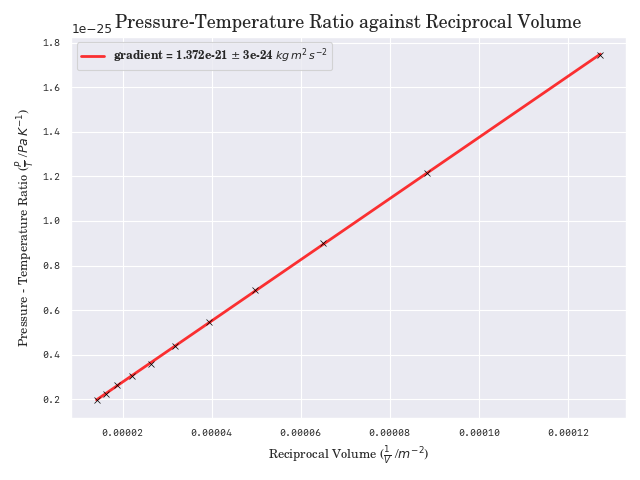 Pressure-Temperature Ratio against Reciprocal Volume
1e−25
gradient = 1.372e-21 ± 3e-24 kg m² s⁻²
1.8
1.6
1.4
1.2
1.0
0.8
0.6
0.4
0.2
Pressure - Temperature Ratio (P/T /Pa K⁻¹)
0.00002 0.00004 0.00006 0.00008 0.00010 0.00012
Reciprocal Volume (1/V /m⁻²)